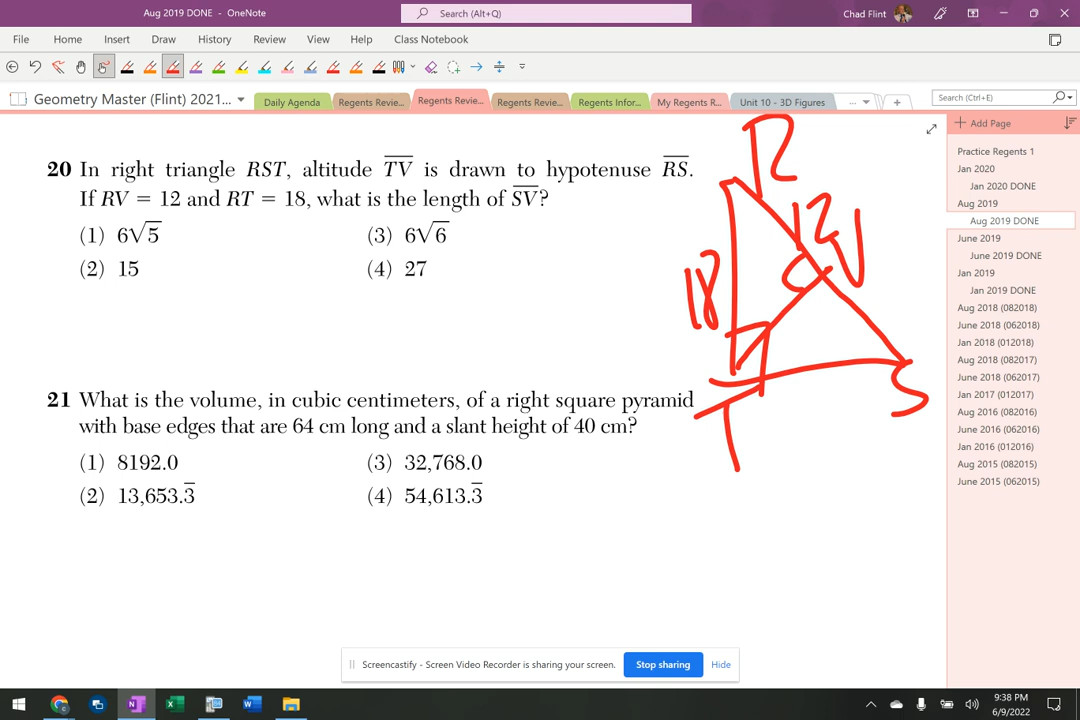 Aug 2019 DONE - OneNote
Search (Alt+Q)
Chad Flint
File Home Insert Draw History Review View Help Class Notebook
Geometry Master (Flint) 2021...
Daily Agenda
Regents Revie...
Regents Revie...
Regents Revie...
Regents Infor...
My Regents R...
Unit 10 - 3D Figures
...
Search (Ctrl+E)
Add Page
Practice Regents 1
Jan 2020
Jan 2020 DONE
Aug 2019
Aug 2019 DONE
June 2019
June 2019 DONE
Jan 2019
Jan 2019 DONE
Aug 2018 (082018)
June 2018 (062018)
Jan 2018 (012018)
Aug 2018 (082017)
June 2018 (062017)
Jan 2017 (012017)
Aug 2016 (082016)
June 2016 (062016)
Jan 2016 (012016)
Aug 2015 (082015)
June 2015 (062015)
20 In right triangle RST, altitude T̅V̅ is drawn to hypotenuse R̅S̅.
If RV = 12 and RT = 18, what is the length of S̅V̅?
(1) 6√5 (3) 6√6
(2) 15 (4) 27
R
12
V
18
S
T
21 What is the volume, in cubic centimeters, of a right square pyramid
with base edges that are 64 cm long and a slant height of 40 cm?
(1) 8192.0 (3) 32,768.0
(2) 13,653.3̅ (4) 54,613.3̅
Screencastify - Screen Video Recorder is sharing your screen.
Stop sharing
Hide
9:38 PM
6/9/2022